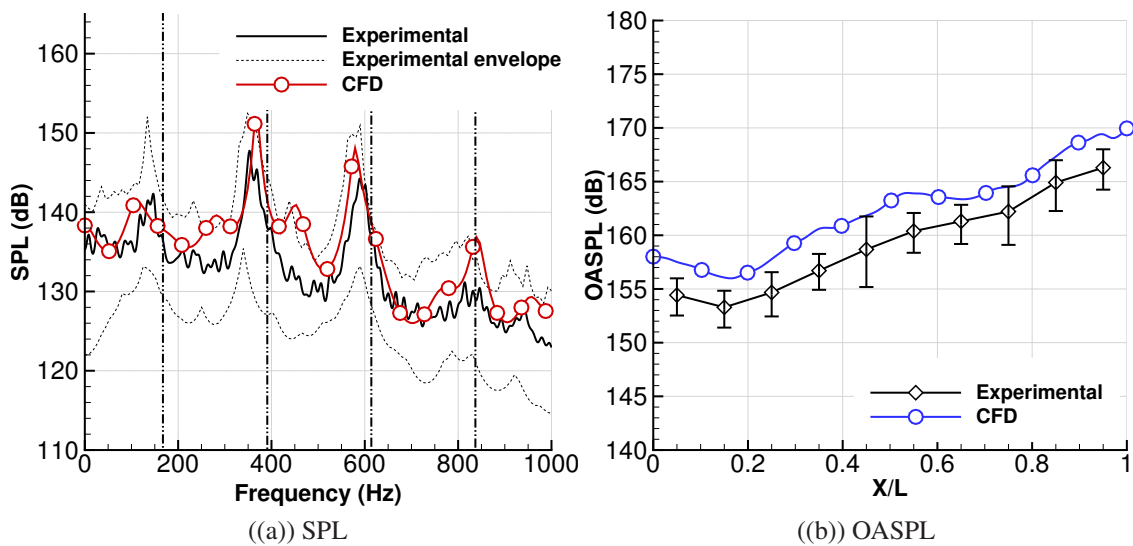 160
150
140
130
120
110
SPL (dB)
Experimental
Experimental envelope
CFD
0 200 400 600 800 1000
Frequency (Hz)
((a)) SPL
180
175
170
165
160
155
150
145
140
OASPL (dB)
Experimental
CFD
0 0.2 0.4 0.6 0.8 1
X/L
((b)) OASPL